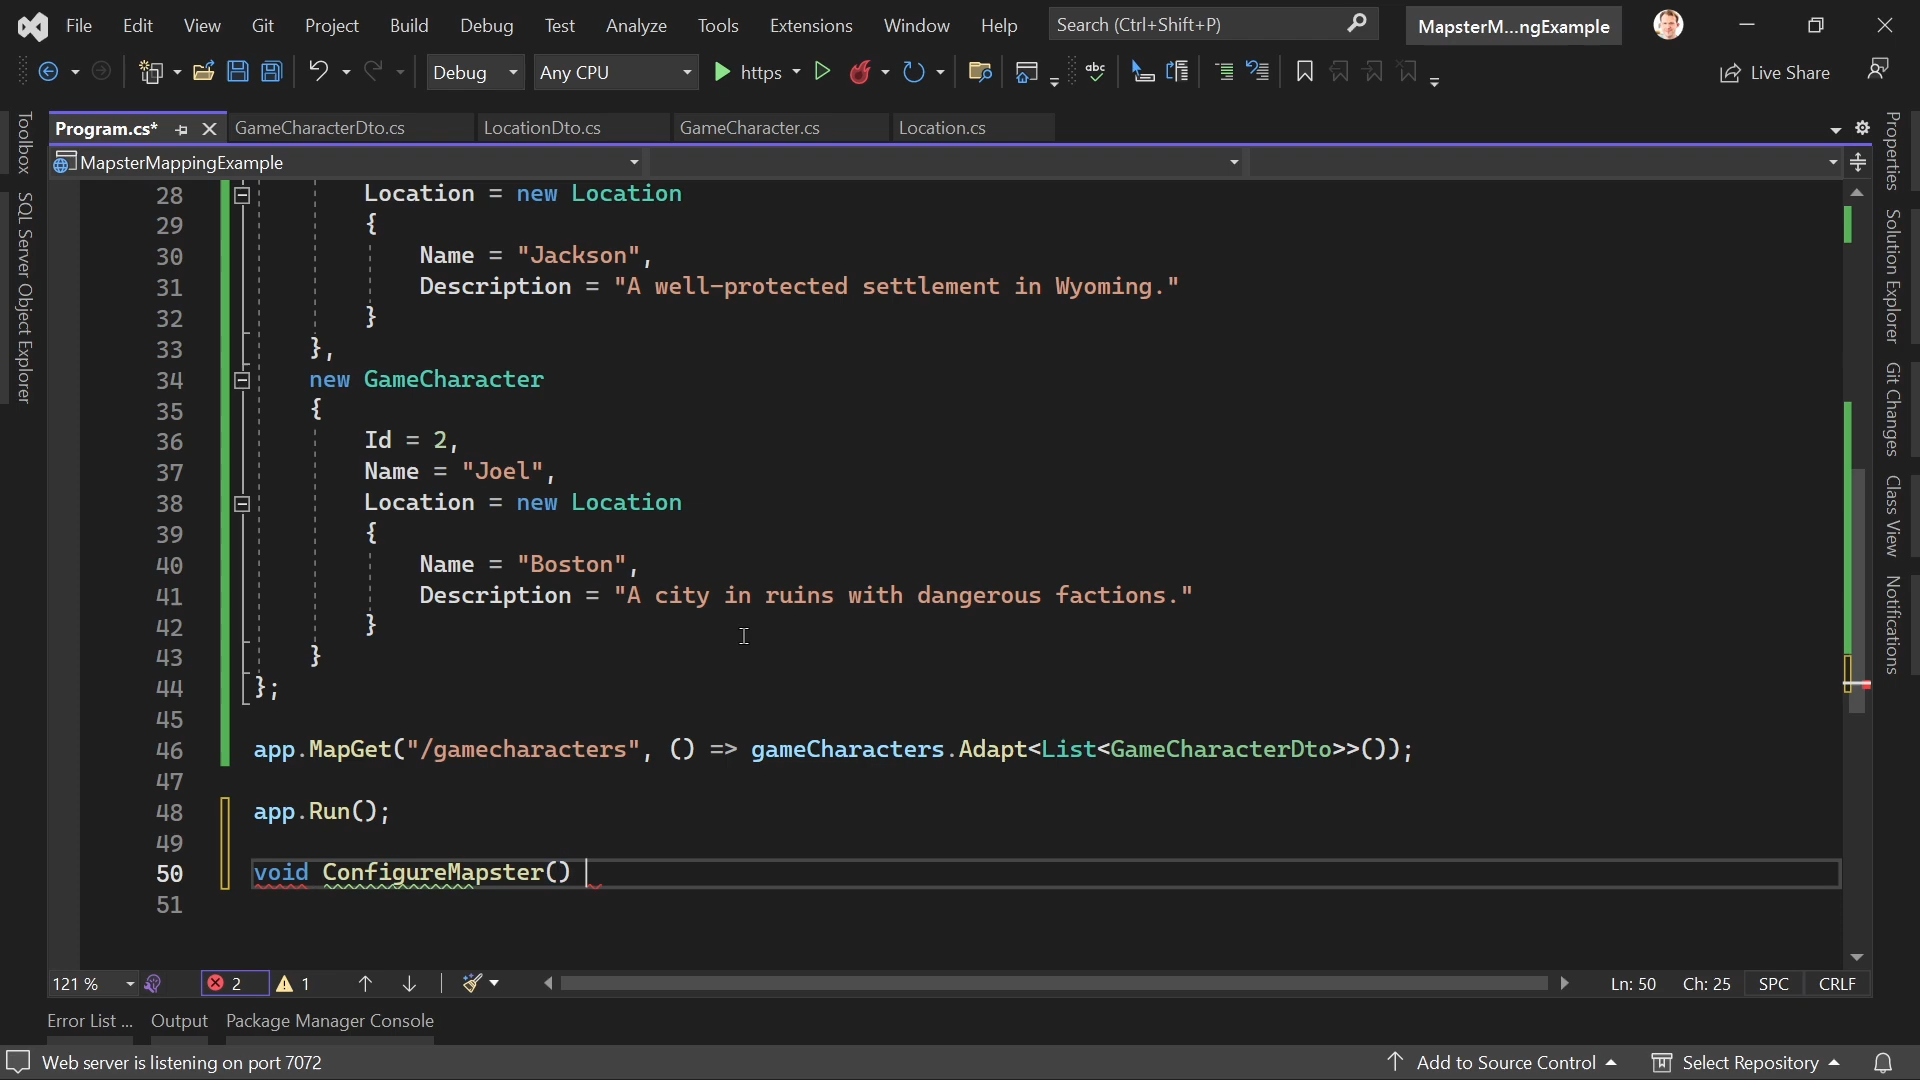 File Edit View Git Project Build Debug Test Analyze Tools Extensions Window Help Search (Ctrl+Shift+P) MapsterM...ngExample
Debug Any CPU https abc Live Share
Program.cs* GameCharacterDto.cs LocationDto.cs GameCharacter.cs Location.cs
MapsterMappingExample
Toolbox
SQL Server Object Explorer
28 Location = new Location
29 {
30 Name = "Jackson",
31 Description = "A well-protected settlement in Wyoming."
32 }
33 },
34 new GameCharacter
35 {
36 Id = 2,
37 Name = "Joel",
38 Location = new Location
39 {
40 Name = "Boston",
41 Description = "A city in ruins with dangerous factions."
42 }
43 }
44 };
45
46 app.MapGet("/gamecharacters", () => gameCharacters.Adapt<List<GameCharacterDto>>());
47
48 app.Run();
49
50 void ConfigureMapster()
51
Properties
Solution Explorer
Git Changes
Class View
Notifications
121 % 2 1 Ln: 50 Ch: 25 SPC CRLF
Error List ... Output Package Manager Console
Web server is listening on port 7072 Add to Source Control Select Repository